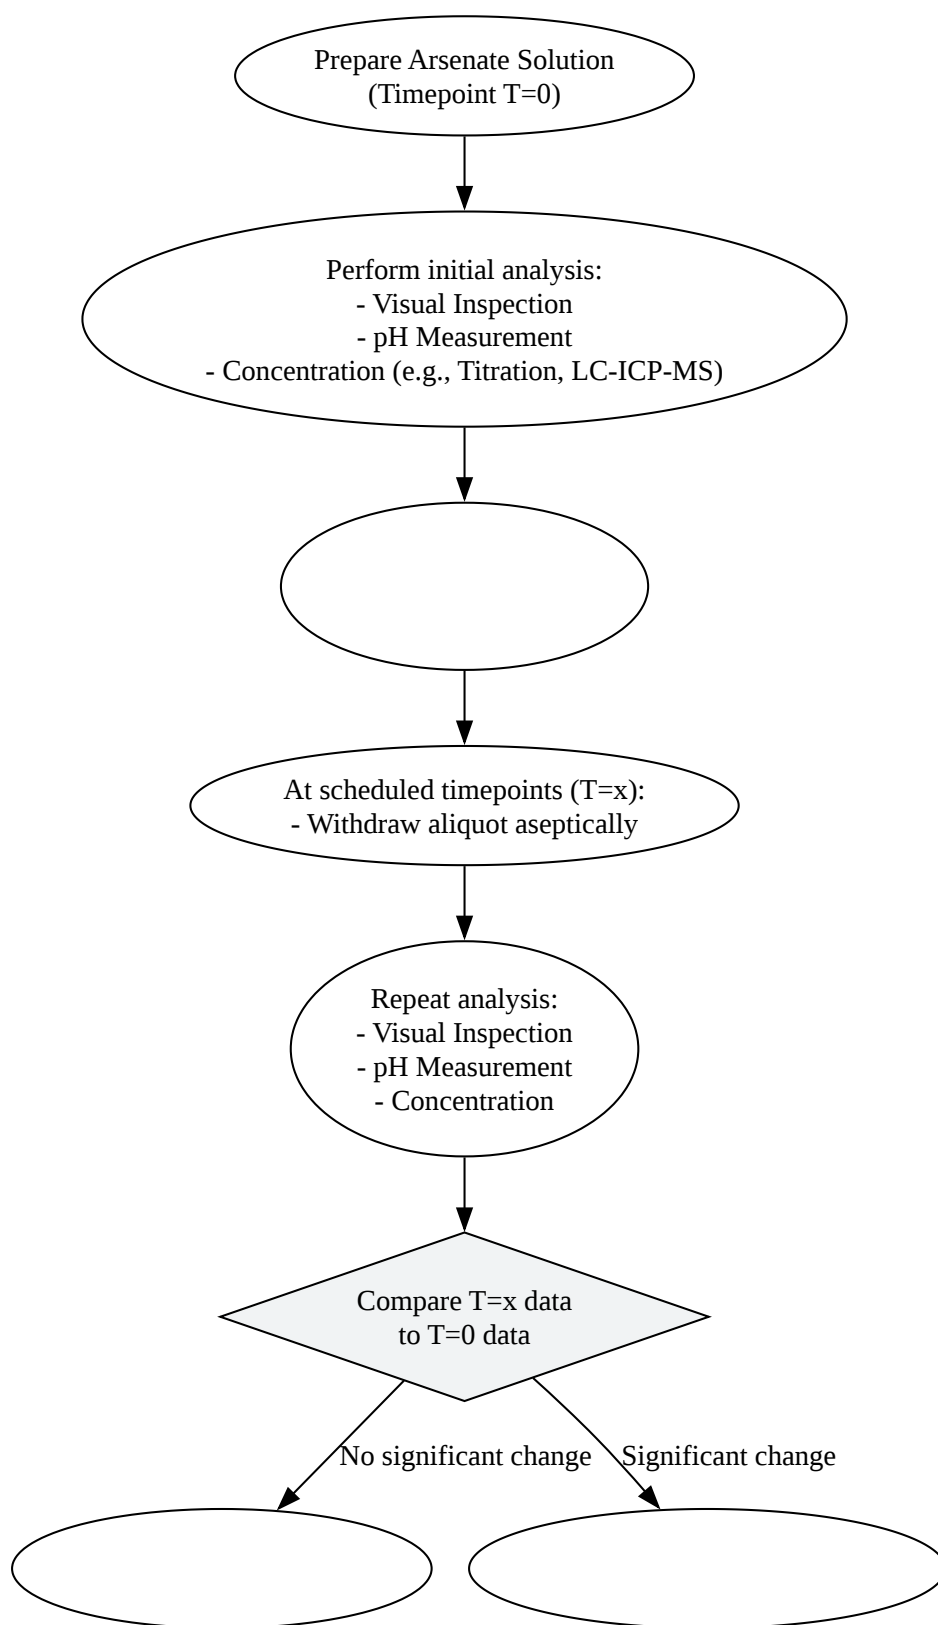 Prepare Arsenate Solution
(Timepoint T=0)
Perform initial analysis:
- Visual Inspection
- pH Measurement
- Concentration (e.g., Titration, LC-ICP-MS)
At scheduled timepoints (T=x):
- Withdraw aliquot aseptically
Repeat analysis:
- Visual Inspection
- pH Measurement
- Concentration
Compare T=x data
to T=0 data
No significant change
Significant change